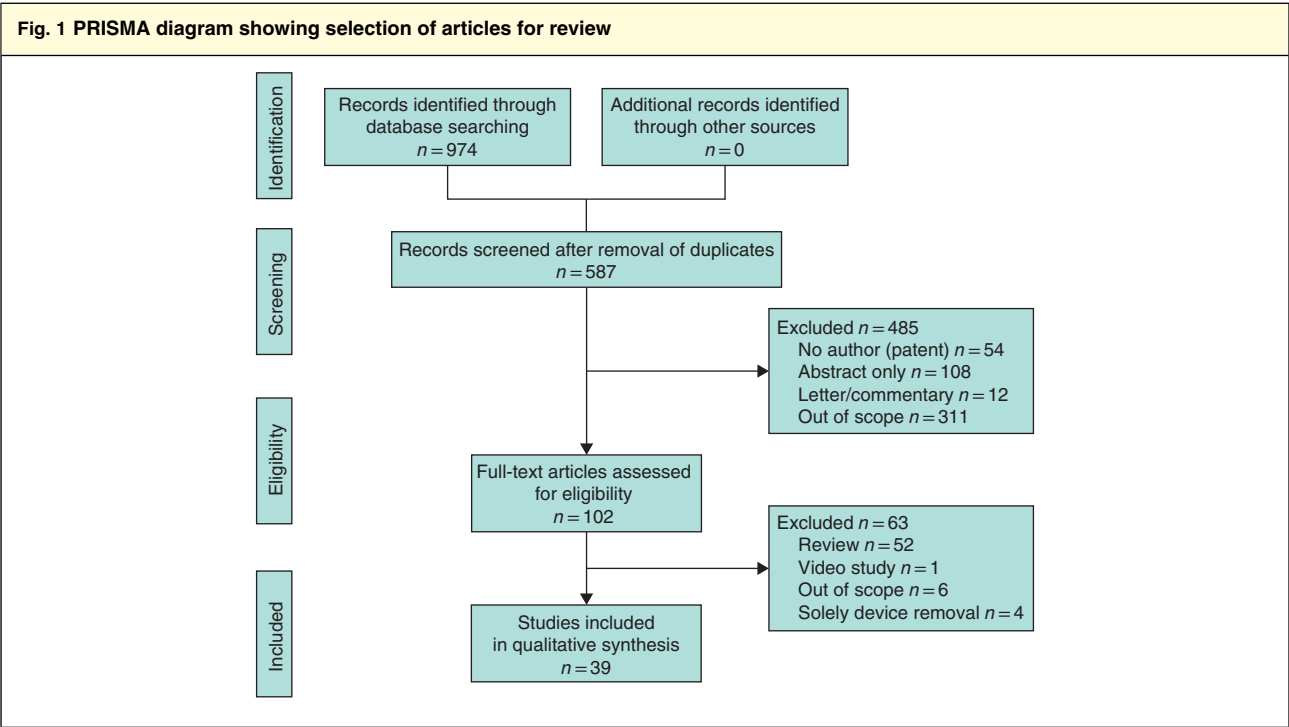 Fig. 1 PRISMA diagram showing selection of articles for review
Identification
Records identified through
database searching
n = 974
Additional records identified
through other sources
n = 0
Screening
Records screened after removal of duplicates
n = 587
Excluded n = 485
No author (patent) n = 54
Abstract only n = 108
Letter/commentary n = 12
Out of scope n = 311
Eligibility
Full-text articles assessed
for eligibility
n = 102
Excluded n = 63
Review n = 52
Video study n = 1
Out of scope n = 6
Solely device removal n = 4
Included
Studies included
in qualitative synthesis
n = 39